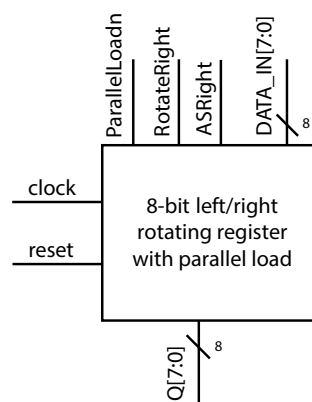 ParallelLoadn
RotateRight
ASRight
DATA_IN[7:0]
8
clock
reset
8-bit left/right
rotating register
with parallel load
Q[7:0]
8